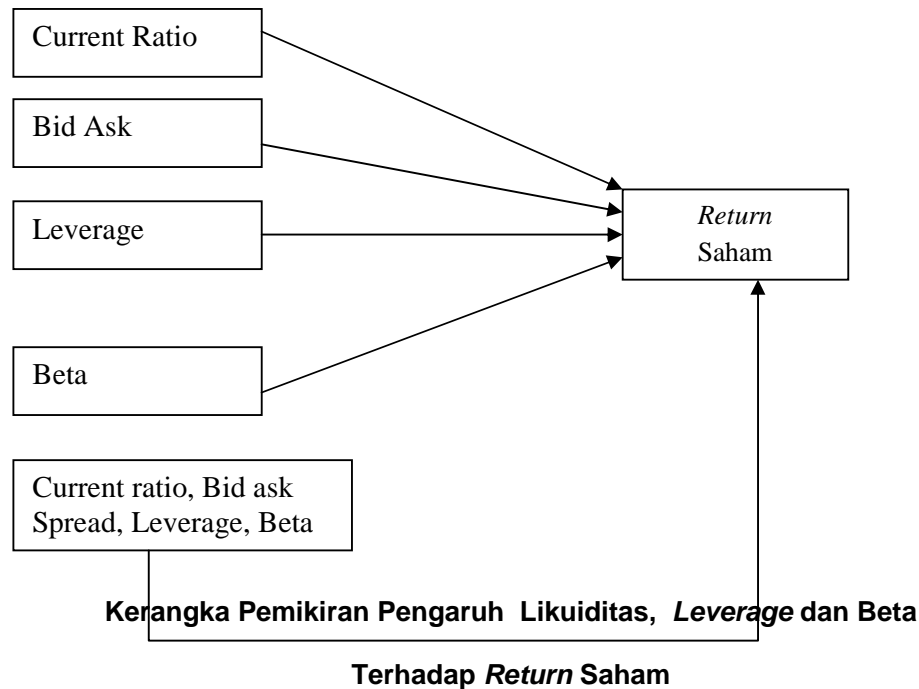 Current Ratio
Bid Ask
Leverage
Return
Saham
Beta
Current ratio, Bid ask
Spread, Leverage, Beta
Kerangka Pemikiran Pengaruh Likuiditas, Leverage dan Beta
Terhadap Return Saham